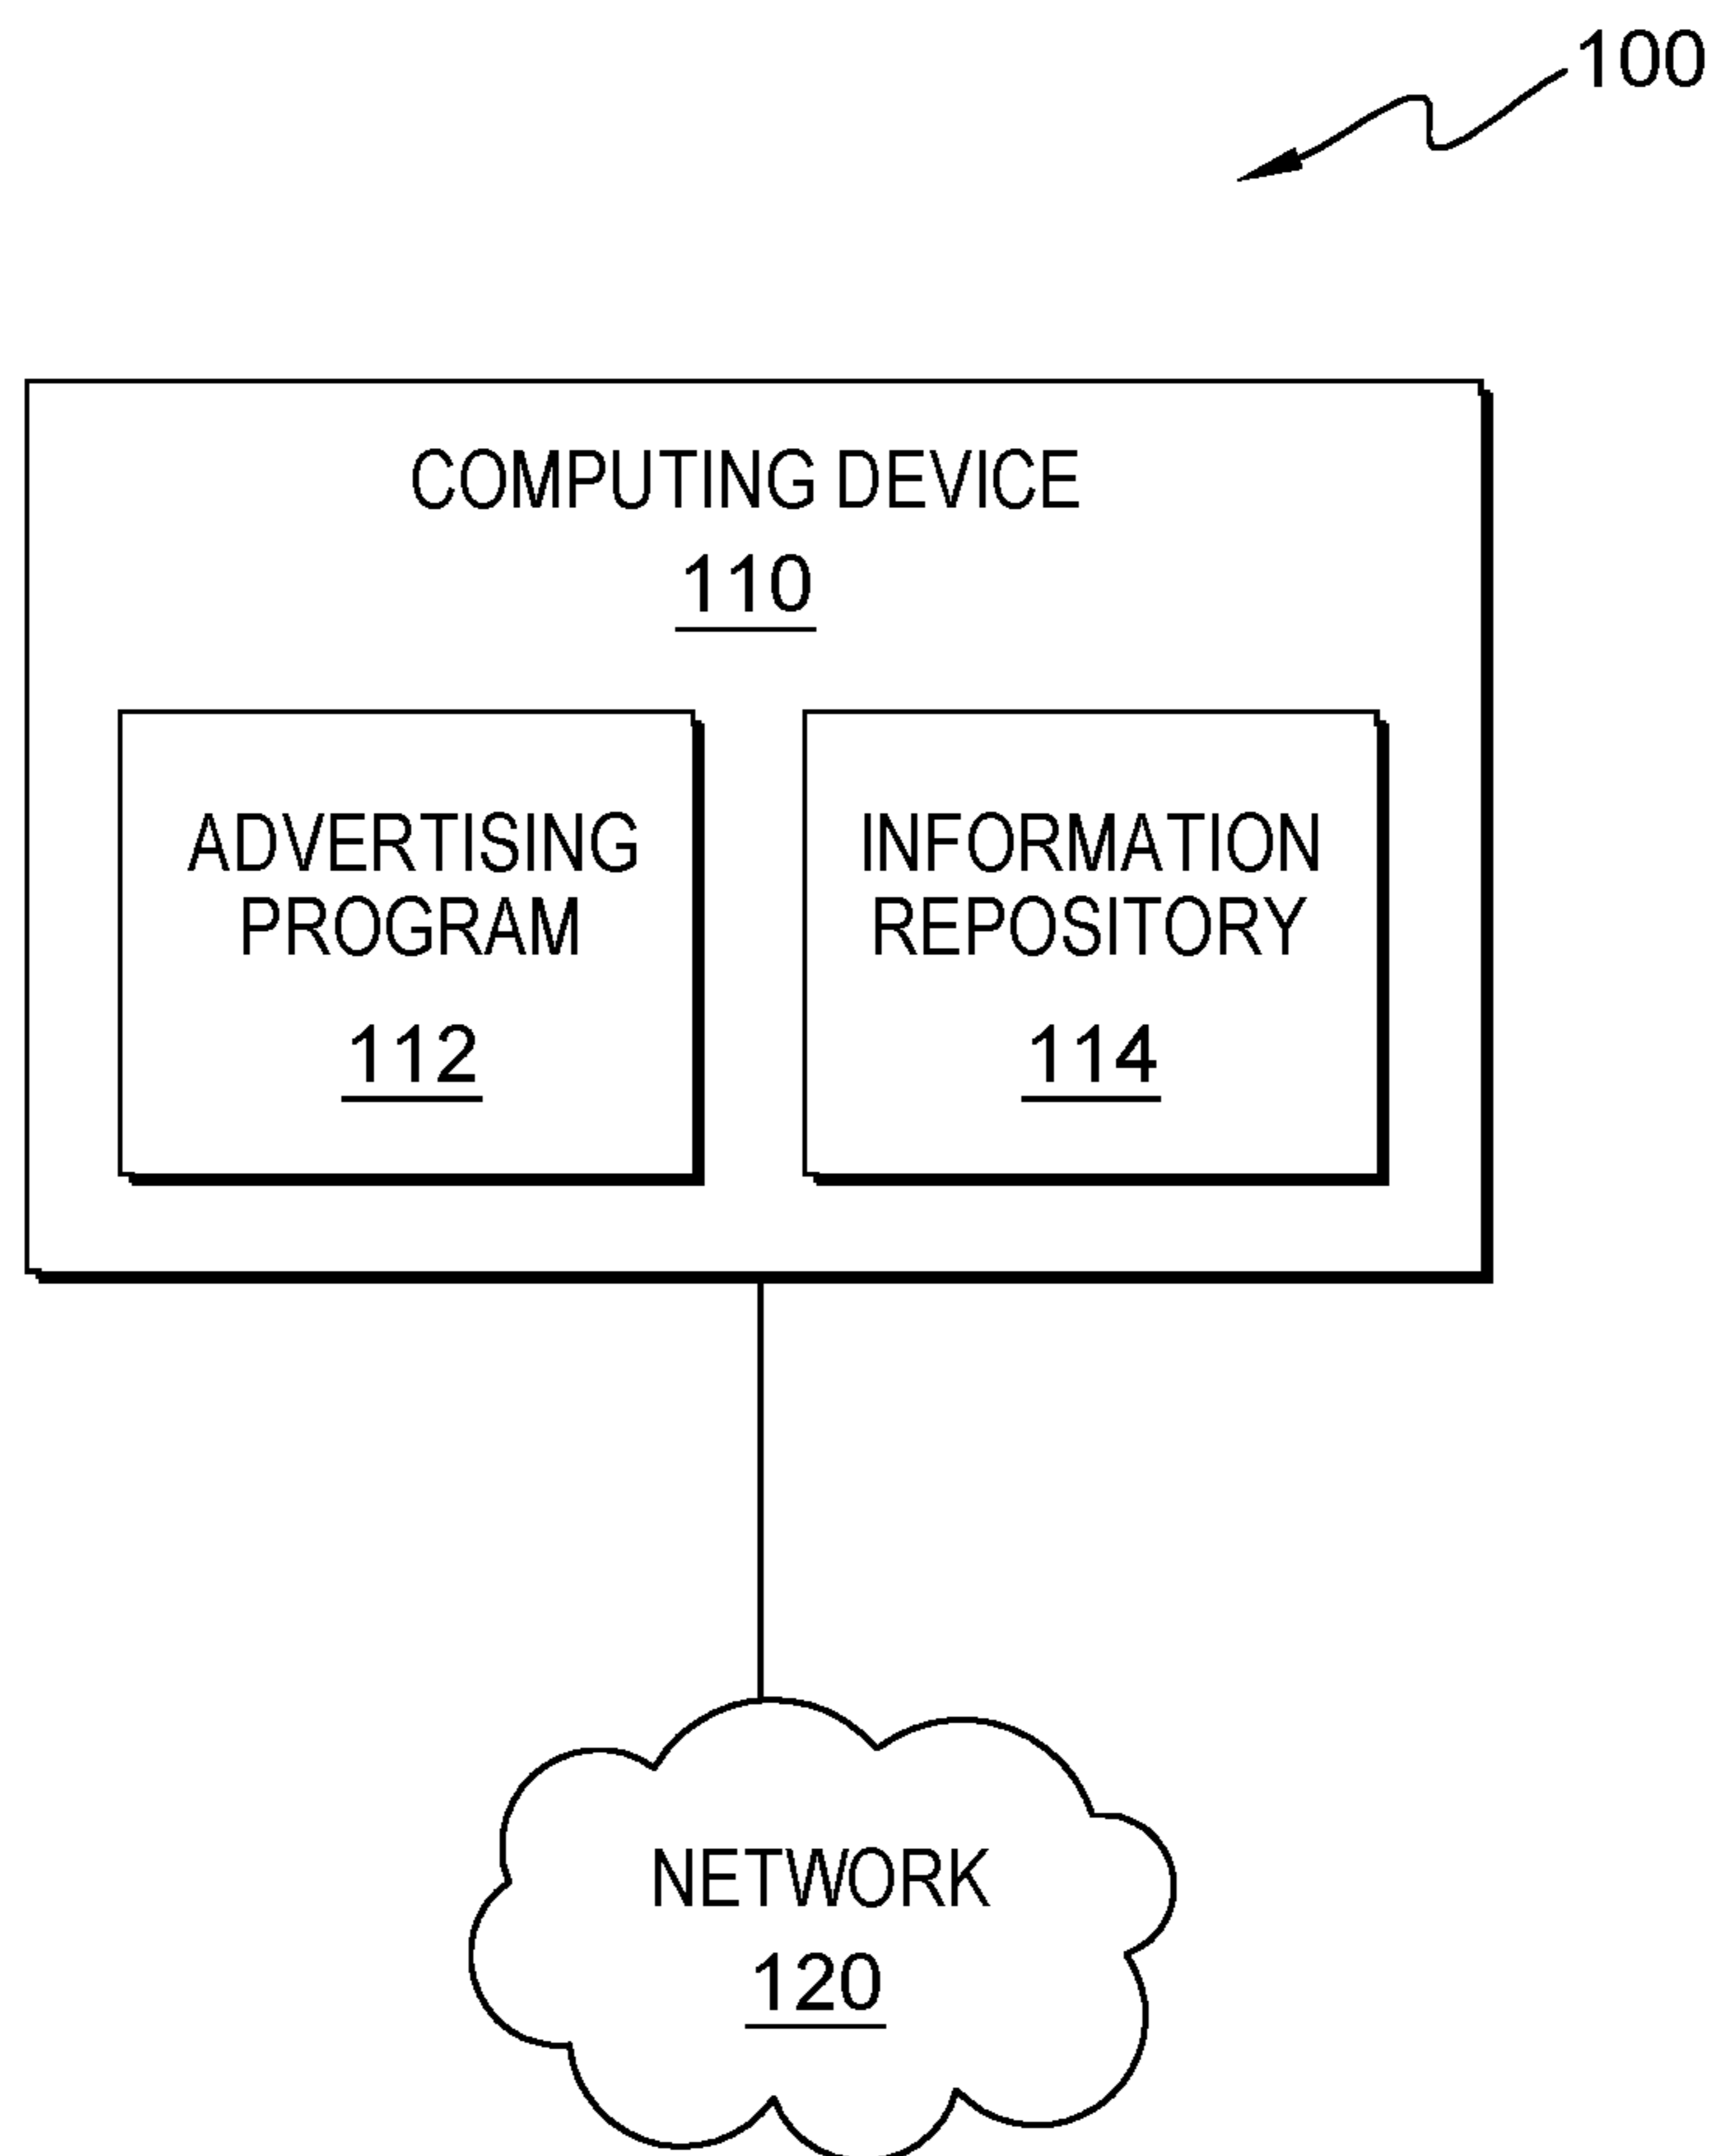 100
COMPUTING DEVICE
110
ADVERTISING
PROGRAM
112
INFORMATION
REPOSITORY
114
NETWORK
120